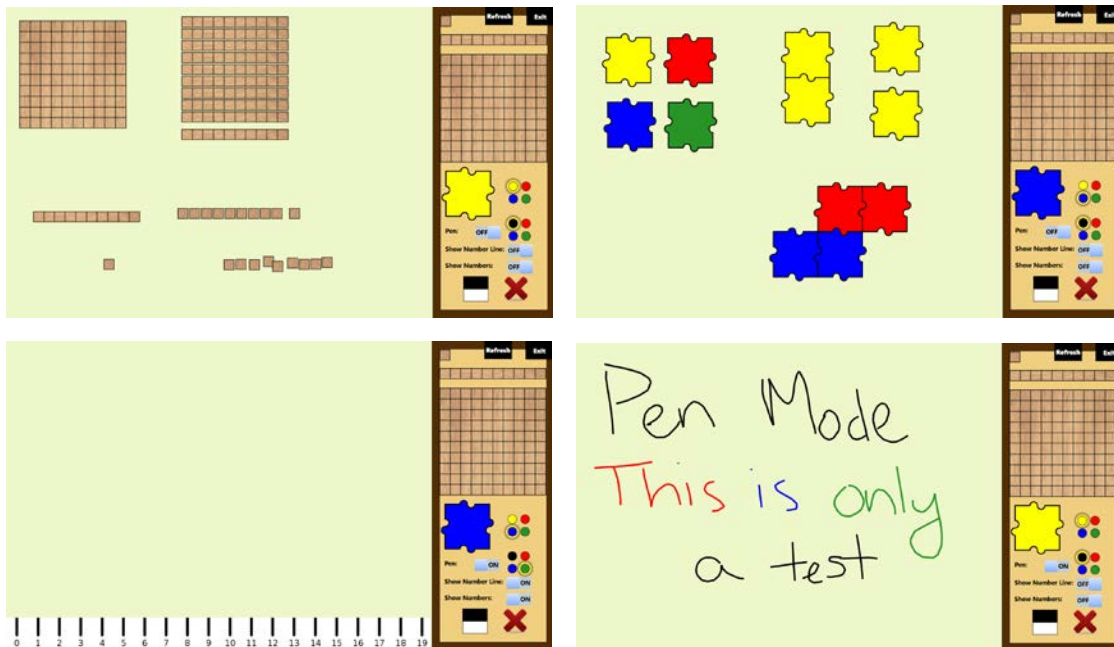 Refresh Exit
Pen: OFF
Show Number Line: OFF
Show Numbers: OFF
Refresh Exit
Pen: OFF
Show Number Line: OFF
Show Numbers: OFF
Refresh Exit
Pen: ON
Show Number Line: ON
Show Numbers: ON
0 1 2 3 4 5 6 7 8 9 10 11 12 13 14 15 16 17 18 19
Refresh Exit
Pen Mode
This is only
a test
Pen: ON
Show Number Line: OFF
Show Numbers: OFF